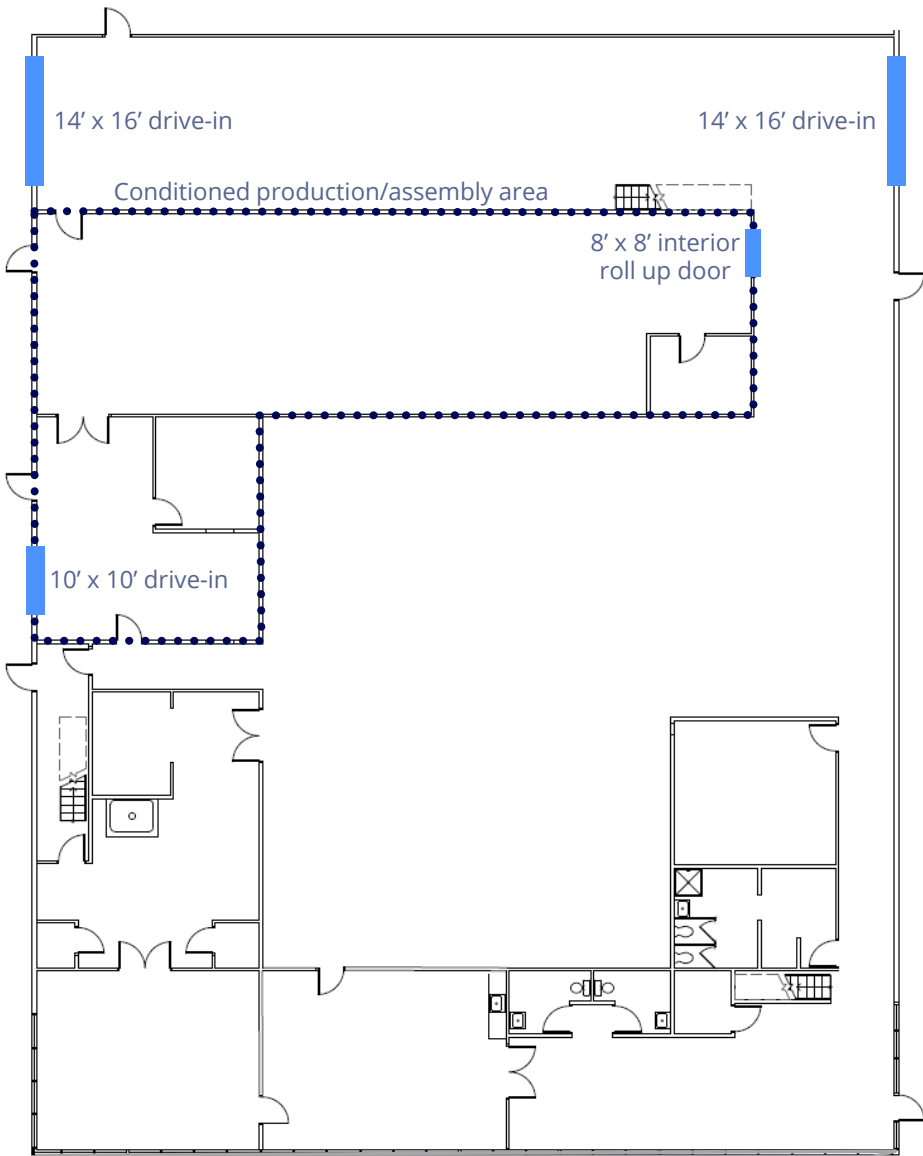 14’ x 16’ drive-in
14’ x 16’ drive-in
Conditioned production/assembly area
8’ x 8’ interior
roll up door
10’ x 10’ drive-in